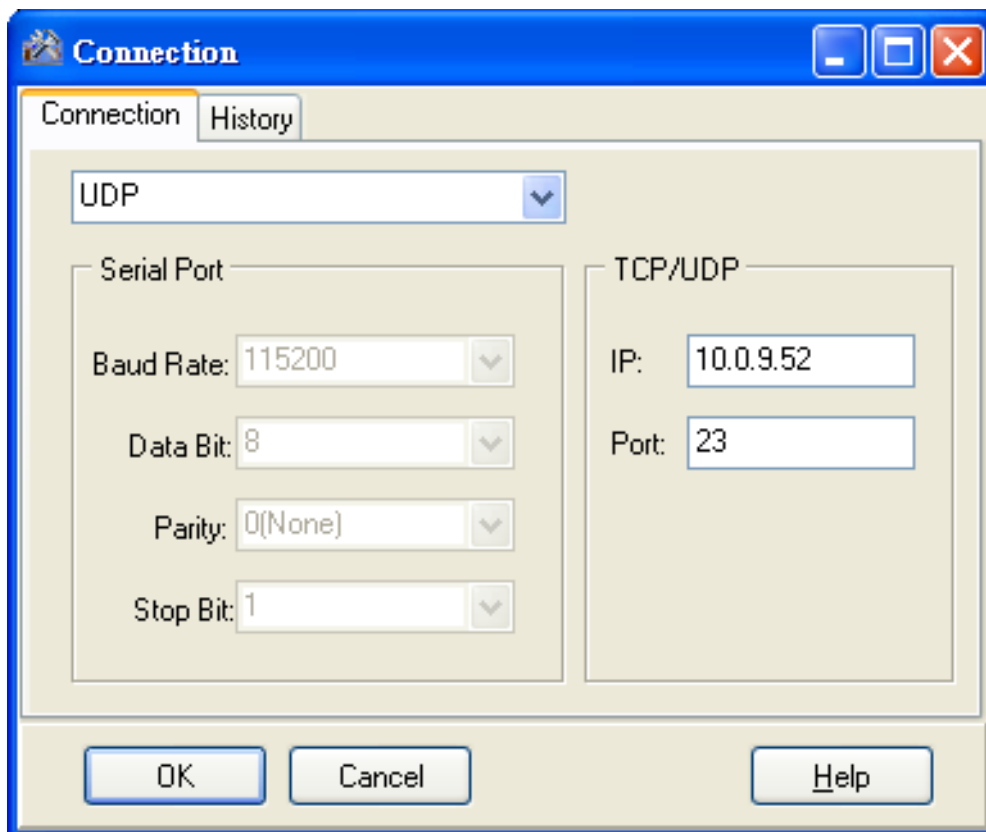 Connection
Connection History
UDP
Serial Port TCP/UDP
Baud Rate: 115200 IP: 10.0.9.52
Data Bit: 8 Port: 23
Parity: 0(None)
Stop Bit: 1
OK Cancel Help